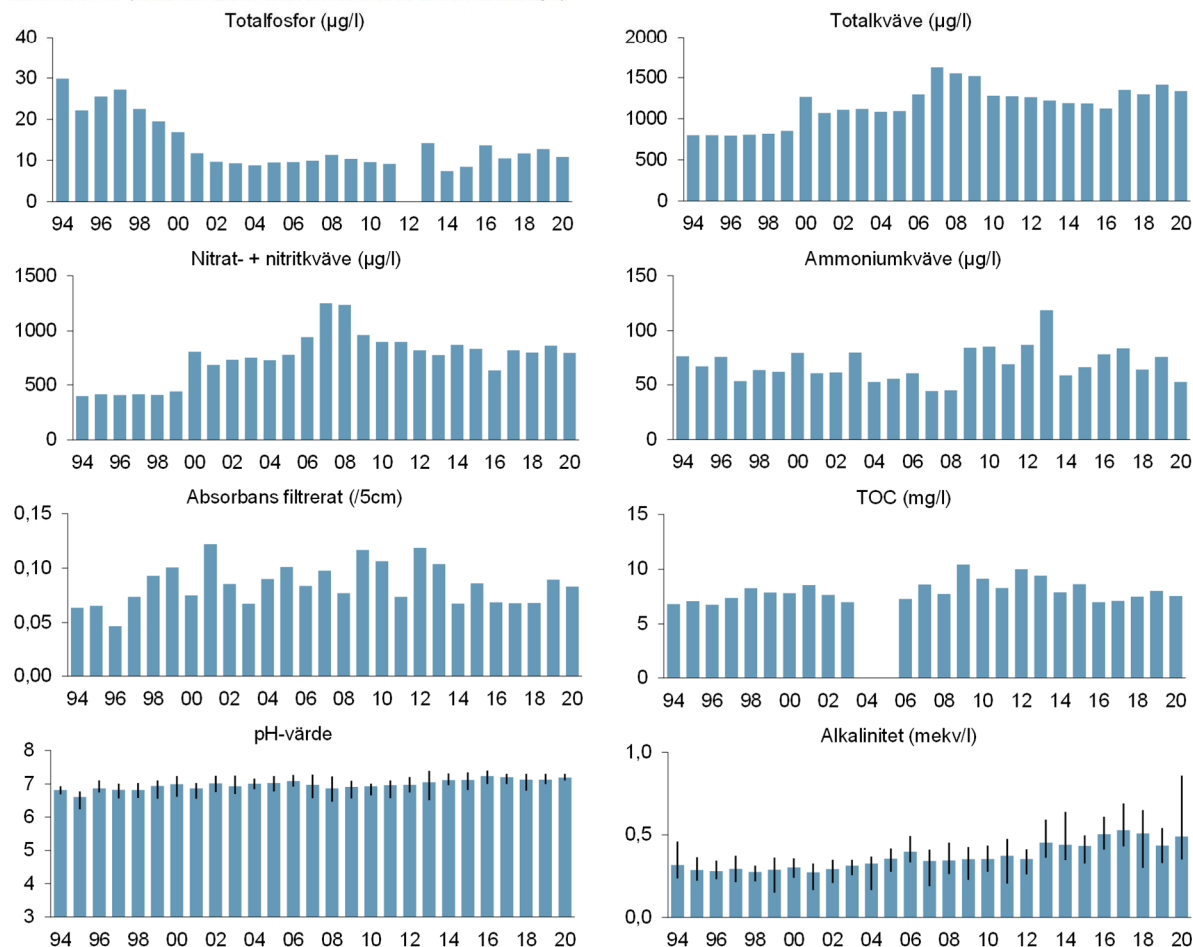 Totalfosfor (µg/l)
40
30
20
10
0
94 96 98 00 02 04 06 08 10 12 14 16 18 20
Totalkväve (µg/l)
2000
1500
1000
500
0
94 96 98 00 02 04 06 08 10 12 14 16 18 20
Nitrat- + nitritkväve (µg/l)
1500
1000
500
0
94 96 98 00 02 04 06 08 10 12 14 16 18 20
Ammoniumkväve (µg/l)
150
100
50
0
94 96 98 00 02 04 06 08 10 12 14 16 18 20
Absorbans filtrerat (/5cm)
0,15
0,10
0,05
0,00
94 96 98 00 02 04 06 08 10 12 14 16 18 20
TOC (mg/l)
15
10
5
0
94 96 98 00 02 04 06 08 10 12 14 16 18 20
pH-värde
8
7
6
5
4
3
94 96 98 00 02 04 06 08 10 12 14 16 18 20
Alkalinitet (mekv/l)
1,0
0,5
0,0
94 96 98 00 02 04 06 08 10 12 14 16 18 20